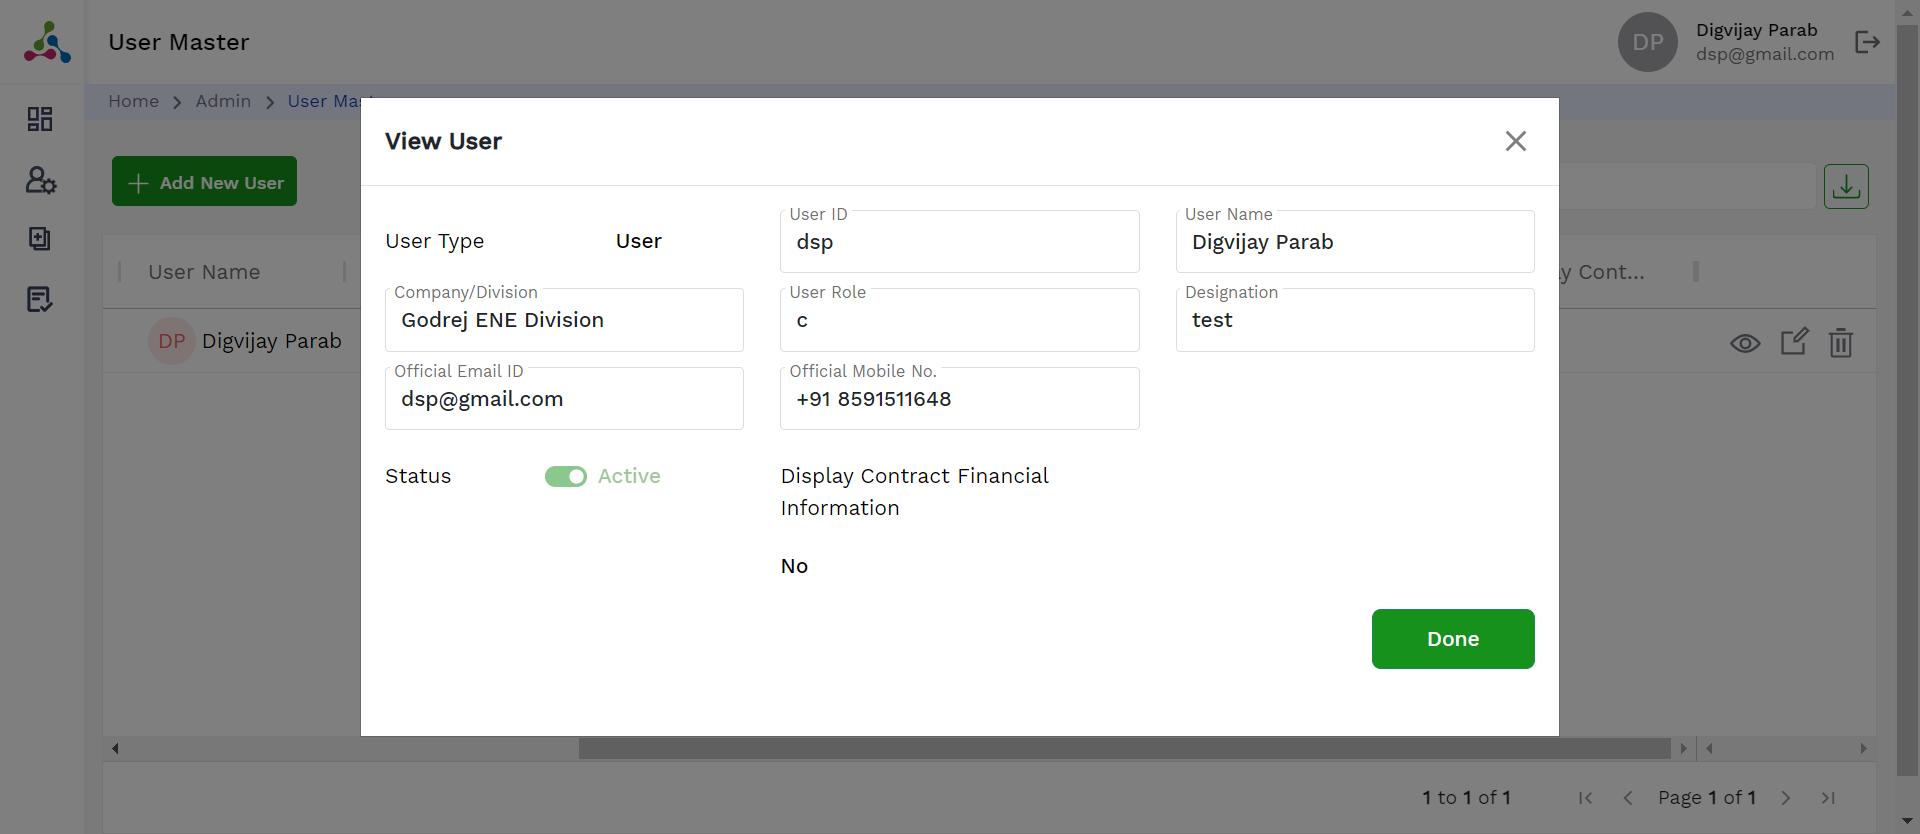 User Master
DP
Digvijay Parab
dsp@gmail.com
Home
Admin
User Mast
View User
Add New User
User Type
User
User ID
dsp
User Name
Digvijay Parab
Company/Division
Godrej ENE Division
User Role
c
Designation
test
Official Email ID
dsp@gmail.com
Official Mobile No.
+91 8591511648
Status
Active
Display Contract Financial
Information
No
Done
User Name
y Cont...
DP
Digvijay Parab
1 to 1 of 1
Page 1 of 1